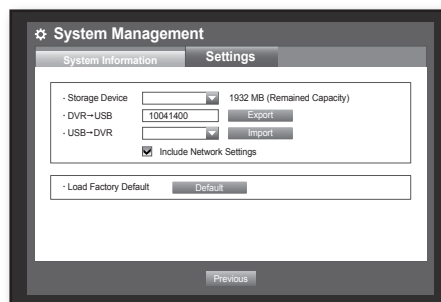 System Management
System Information Settings
· Storage Device 1932 MB (Remained Capacity)
· DVR→USB 10041400 Export
· USB→DVR Import
Include Network Settings
· Load Factory Default Default
Previous